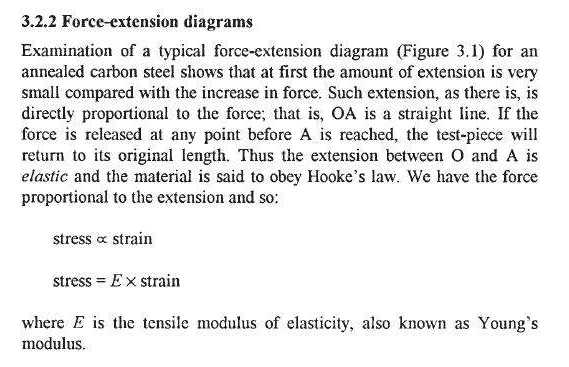 3.2.2 Force-extension diagrams
Examination of a typical force-extension diagram (Figure 3.1) for an
annealed carbon steel shows that at first the amount of extension is very
small compared with the increase in force. Such extension, as there is, is
directly proportional to the force; that is, OA is a straight line. If the
force is released at any point before A is reached, the test-piece will
return to its original length. Thus the extension between O and A is
elastic and the material is said to obey Hooke's law. We have the force
proportional to the extension and so:
stress ∝ strain
stress = E × strain
where E is the tensile modulus of elasticity, also known as Young's
modulus.